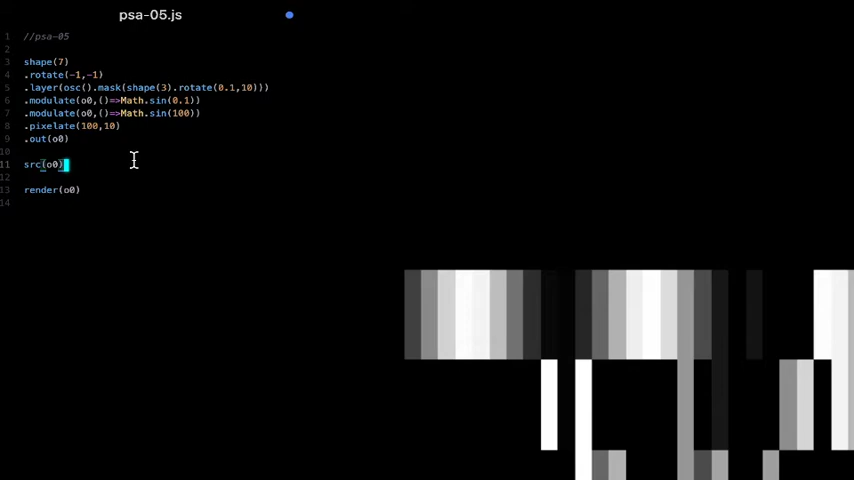 psa-05.js
1 //psa-05
2
3 shape(7)
4 .rotate(-1,-1)
5 .layer(osc().mask(shape(3).rotate(0.1,10)))
6 .modulate(o0,()=>Math.sin(0.1))
7 .modulate(o0,()=>Math.sin(100))
8 .pixelate(100,10)
9 .out(o0)
10
11 src(o0)
12
13 render(o0)
14